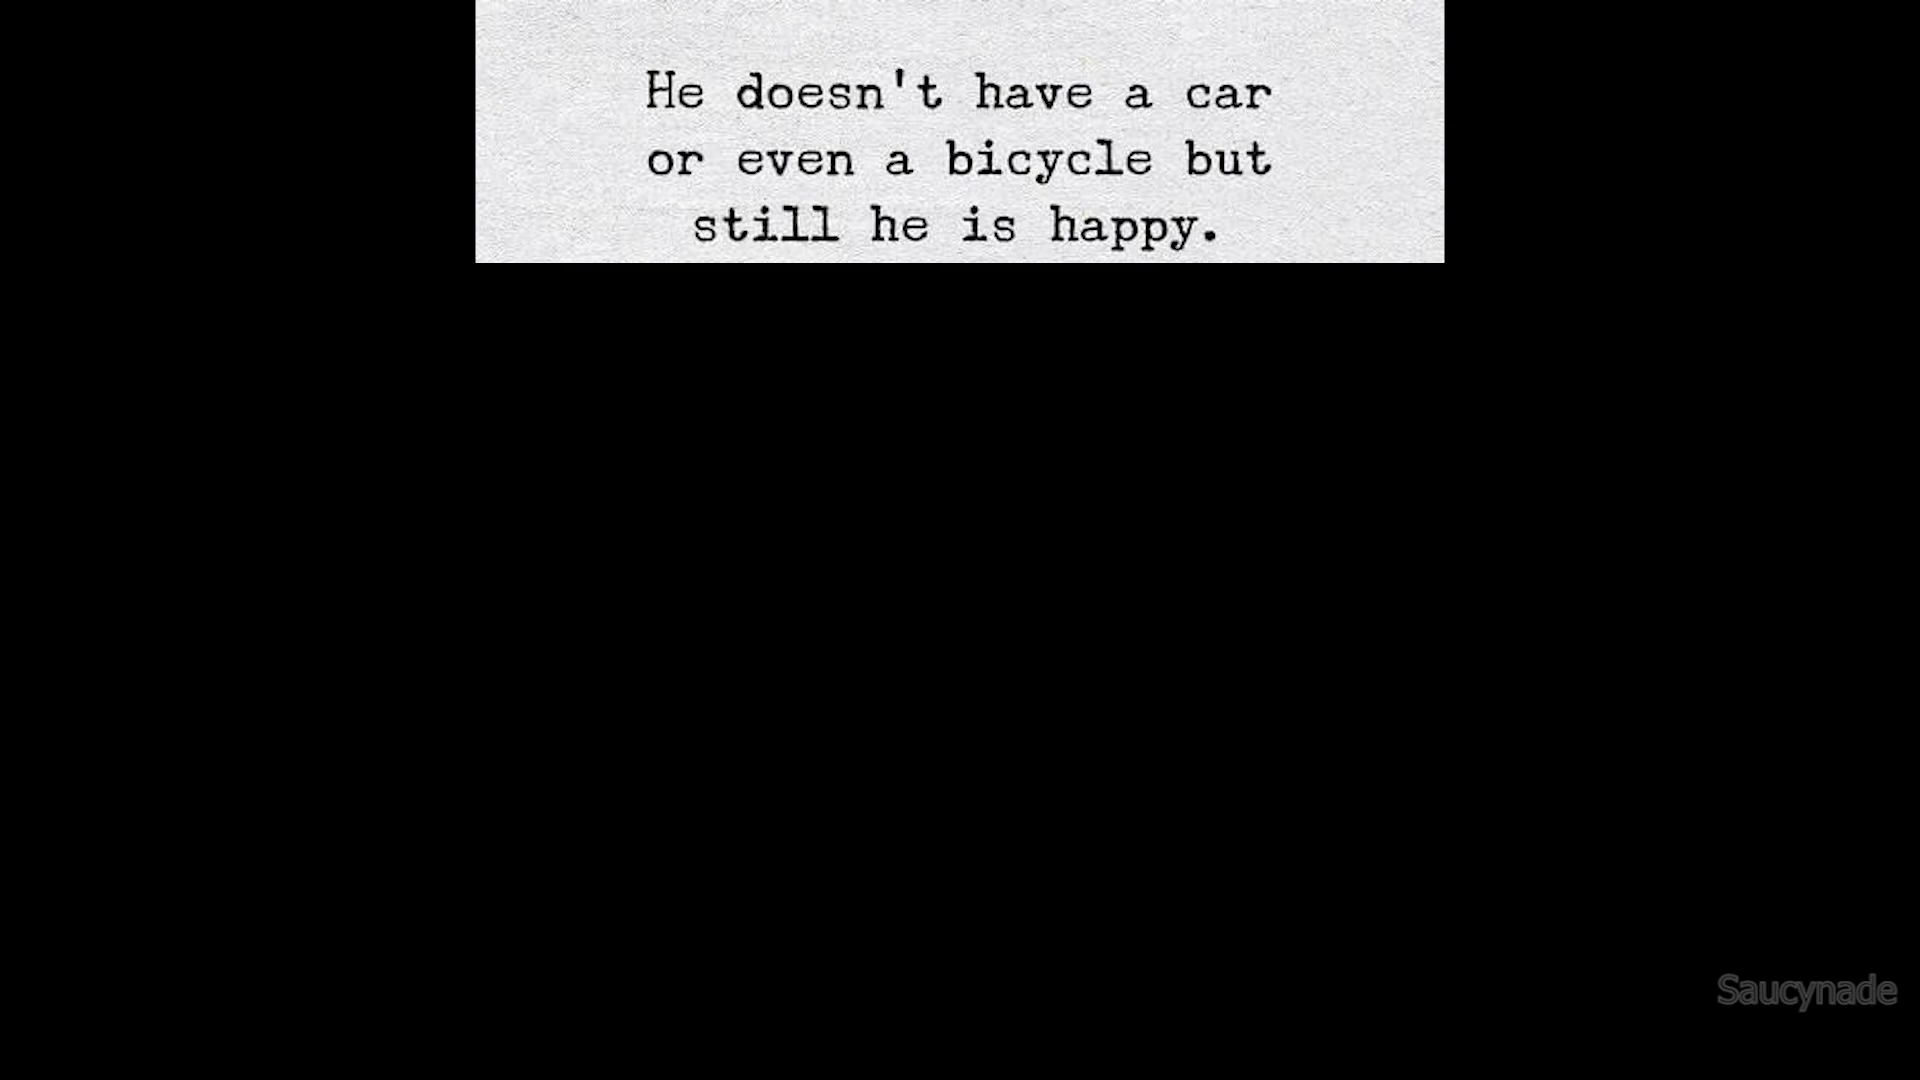 He doesn't have a car
or even a bicycle but
still he is happy.
Saucynade